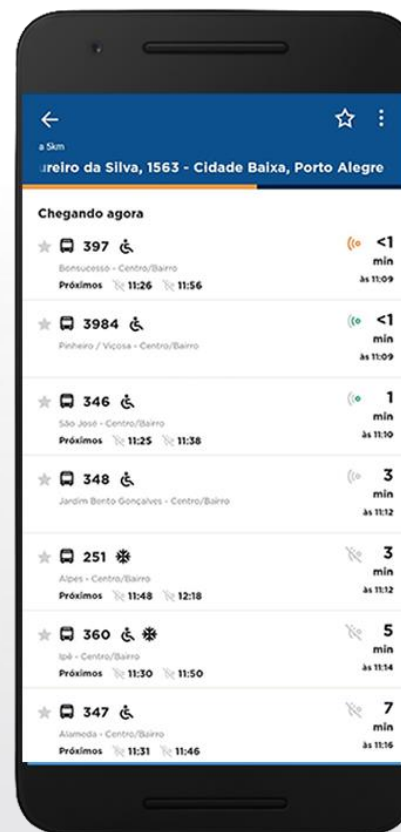 a 5km
ureiro da Silva, 1563 - Cidade Baixa, Porto Alegre
Chegando agora
397 <1
min
Bonsucesso - Centro/Bairro
Próximos 11:26 11:56 às 11:09
3984 <1
min
Pinheiro / Viçosa - Centro/Bairro
às 11:09
346 1
min
São José - Centro/Bairro
Próximos 11:25 11:38 às 11:10
348 3
min
Jardim Bento Gonçalves - Centro/Bairro
às 11:12
251 3
min
Alpes - Centro/Bairro
Próximos 11:48 12:18 às 11:12
360 5
min
Ipê - Centro/Bairro
Próximos 11:30 11:50 às 11:14
347 7
min
Alameda - Centro/Bairro
Próximos 11:31 11:46 às 11:16